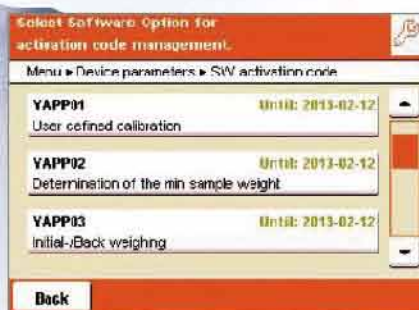 Select Software Option for
activation code management.
Menu ▸ Device parameters ▸ SW activation code
YAPP01 Until: 2013-02-12
User defined calibration
YAPP02 Until: 2013-02-12
Determination of the min sample weight
YAPP03 Until: 2013-02-12
Initial-/Back weighing
Back